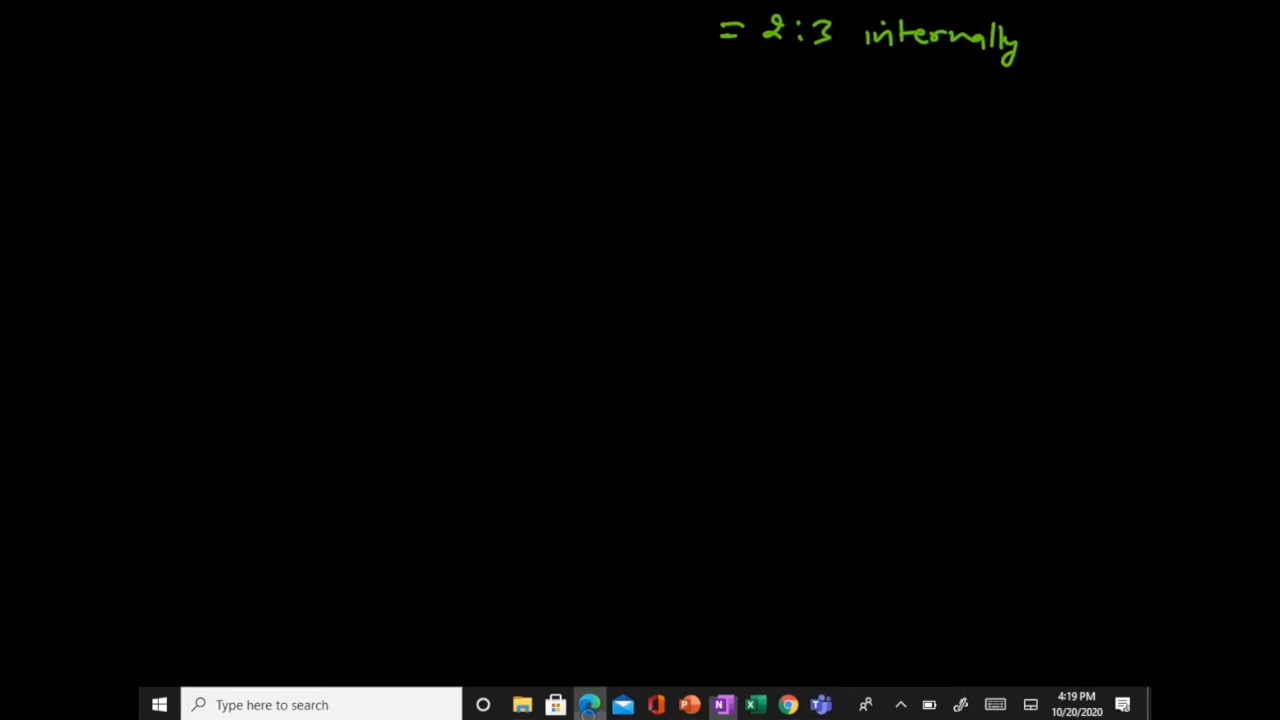 = 2:3 internally
Type here to search
4:19 PM
10/20/2020